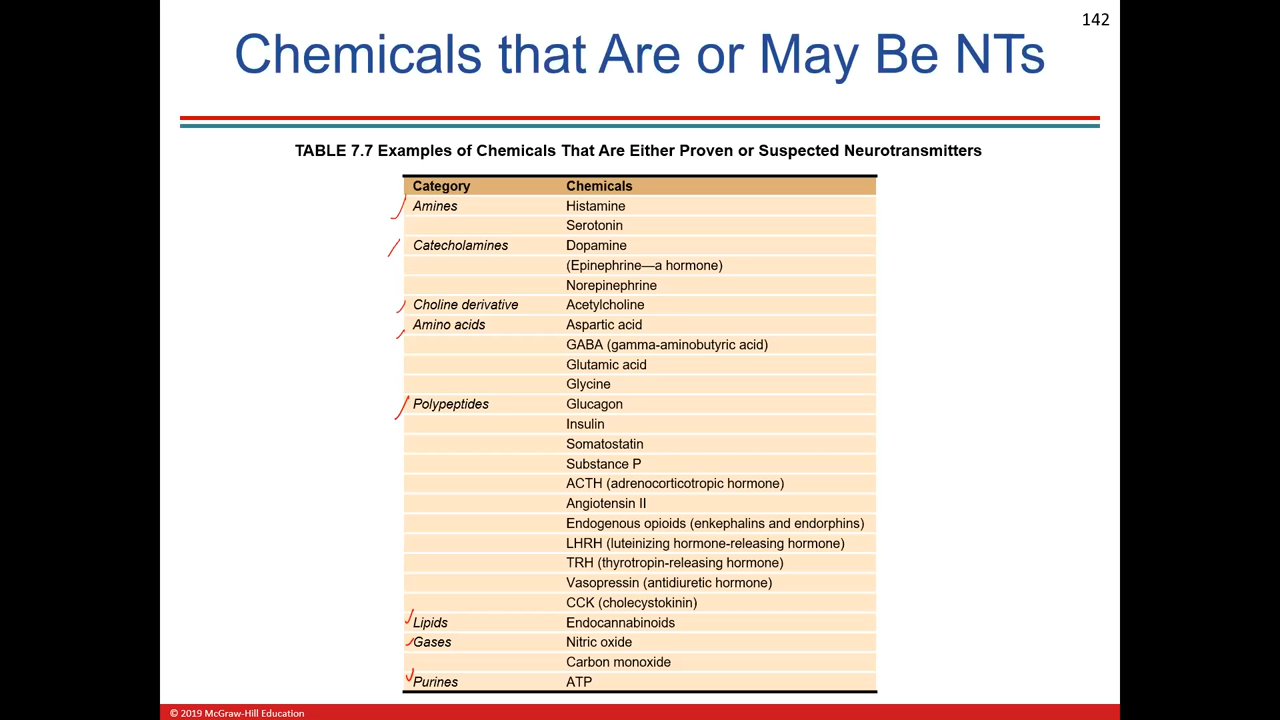 142
Chemicals that Are or May Be NTs
TABLE 7.7 Examples of Chemicals That Are Either Proven or Suspected Neurotransmitters
Category Chemicals
Amines Histamine
Serotonin
Catecholamines Dopamine
(Epinephrine—a hormone)
Norepinephrine
Choline derivative Acetylcholine
Amino acids Aspartic acid
GABA (gamma-aminobutyric acid)
Glutamic acid
Glycine
Polypeptides Glucagon
Insulin
Somatostatin
Substance P
ACTH (adrenocorticotropic hormone)
Angiotensin II
Endogenous opioids (enkephalins and endorphins)
LHRH (luteinizing hormone-releasing hormone)
TRH (thyrotropin-releasing hormone)
Vasopressin (antidiuretic hormone)
CCK (cholecystokinin)
Lipids Endocannabinoids
Gases Nitric oxide
Carbon monoxide
Purines ATP
© 2019 McGraw-Hill Education